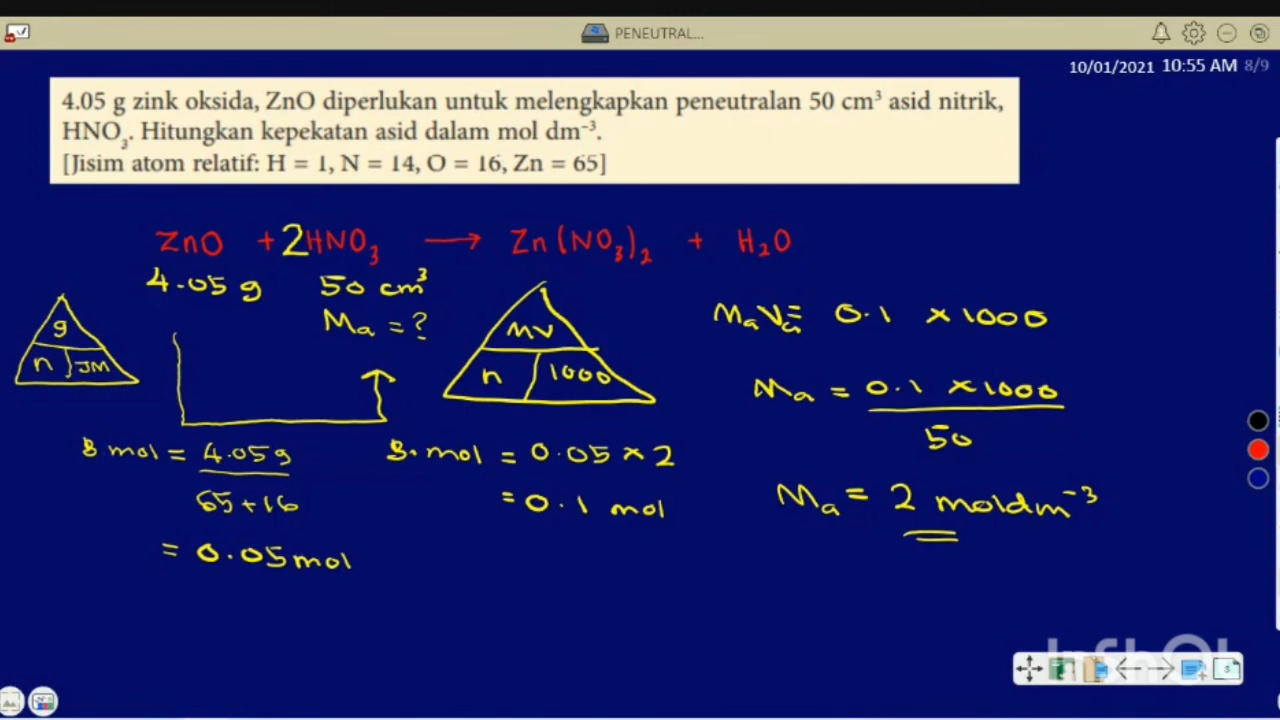 PENEUTRAL...
10/01/2021 10:55 AM 8/9
4.05 g zink oksida, ZnO diperlukan untuk melengkapkan peneutralan 50 cm³ asid nitrik,
HNO₃. Hitungkan kepekatan asid dalam mol dm⁻³.
[Jisim atom relatif: H = 1, N = 14, O = 16, Zn = 65]
ZnO + 2HNO₃ → Zn(NO₃)₂ + H₂O
4.05 g 50 cm³
Ma = ?
g
n JM
MV
n 1000
MaVa = 0.1 × 1000
Ma = 0.1 × 1000
50
Ma = 2 moldm⁻³
B.mol = 4.05g
65+16
= 0.05mol
B.mol = 0.05 × 2
= 0.1 mol
InShOt